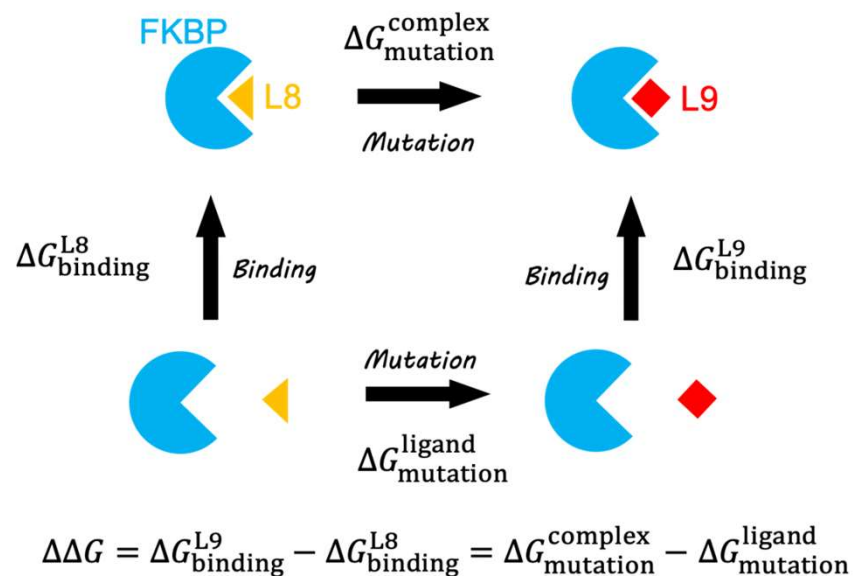 FKBP
ΔG^complex_mutation
L8
L9
Mutation
ΔG^L8_binding
Binding
Binding
ΔG^L9_binding
Mutation
ΔG^ligand_mutation
ΔΔG = ΔG^L9_binding − ΔG^L8_binding = ΔG^complex_mutation − ΔG^ligand_mutation